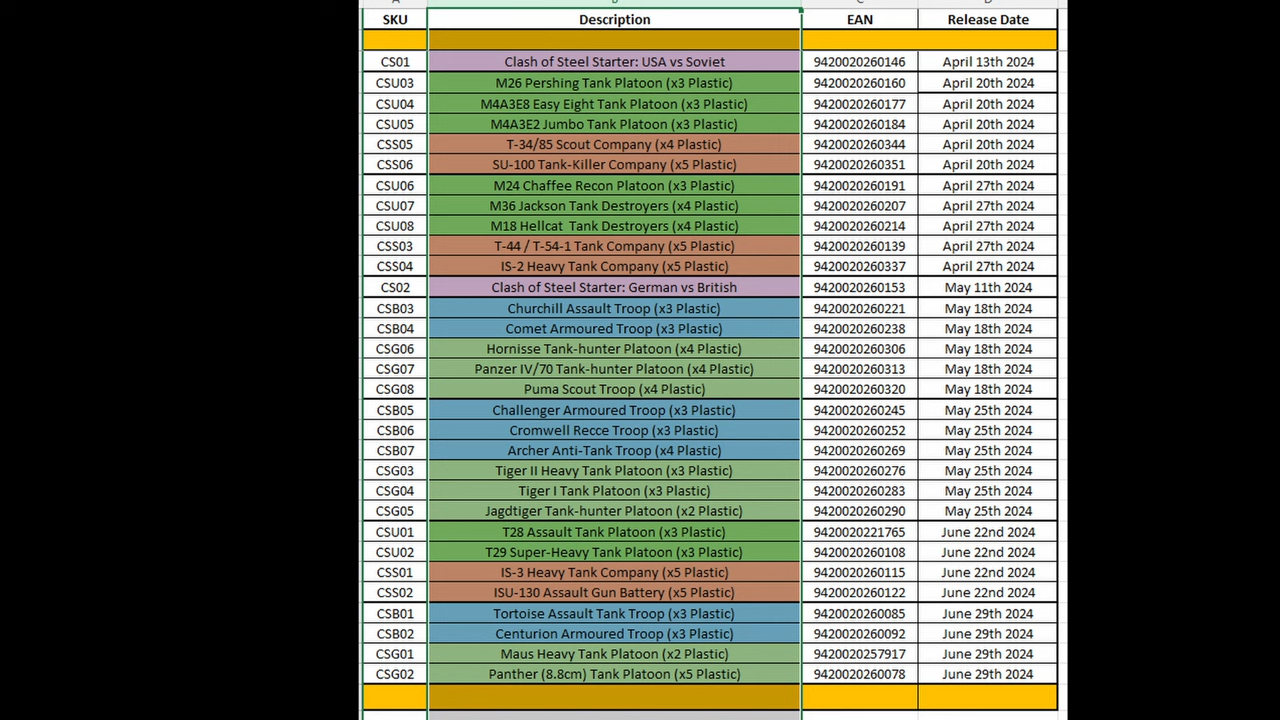 SKU Description EAN Release Date
CS01 Clash of Steel Starter: USA vs Soviet 9420020260146 April 13th 2024
CSU03 M26 Pershing Tank Platoon (x3 Plastic) 9420020260160 April 20th 2024
CSU04 M4A3E8 Easy Eight Tank Platoon (x3 Plastic) 9420020260177 April 20th 2024
CSU05 M4A3E2 Jumbo Tank Platoon (x3 Plastic) 9420020260184 April 20th 2024
CSS05 T-34/85 Scout Company (x4 Plastic) 9420020260344 April 20th 2024
CSS06 SU-100 Tank-Killer Company (x5 Plastic) 9420020260351 April 20th 2024
CSU06 M24 Chaffee Recon Platoon (x3 Plastic) 9420020260191 April 27th 2024
CSU07 M36 Jackson Tank Destroyers (x4 Plastic) 9420020260207 April 27th 2024
CSU08 M18 Hellcat Tank Destroyers (x4 Plastic) 9420020260214 April 27th 2024
CSS03 T-44 / T-54-1 Tank Company (x5 Plastic) 9420020260139 April 27th 2024
CSS04 IS-2 Heavy Tank Company (x5 Plastic) 9420020260337 April 27th 2024
CS02 Clash of Steel Starter: German vs British 9420020260153 May 11th 2024
CSB03 Churchill Assault Troop (x3 Plastic) 9420020260221 May 18th 2024
CSB04 Comet Armoured Troop (x3 Plastic) 9420020260238 May 18th 2024
CSG06 Hornisse Tank-hunter Platoon (x4 Plastic) 9420020260306 May 18th 2024
CSG07 Panzer IV/70 Tank-hunter Platoon (x4 Plastic) 9420020260313 May 18th 2024
CSG08 Puma Scout Troop (x4 Plastic) 9420020260320 May 18th 2024
CSB05 Challenger Armoured Troop (x3 Plastic) 9420020260245 May 25th 2024
CSB06 Cromwell Recce Troop (x3 Plastic) 9420020260252 May 25th 2024
CSB07 Archer Anti-Tank Troop (x4 Plastic) 9420020260269 May 25th 2024
CSG03 Tiger II Heavy Tank Platoon (x3 Plastic) 9420020260276 May 25th 2024
CSG04 Tiger I Tank Platoon (x3 Plastic) 9420020260283 May 25th 2024
CSG05 Jagdtiger Tank-hunter Platoon (x2 Plastic) 9420020260290 May 25th 2024
CSU01 T28 Assault Tank Platoon (x3 Plastic) 9420020221765 June 22nd 2024
CSU02 T29 Super-Heavy Tank Platoon (x3 Plastic) 9420020260108 June 22nd 2024
CSS01 IS-3 Heavy Tank Company (x5 Plastic) 9420020260115 June 22nd 2024
CSS02 ISU-130 Assault Gun Battery (x5 Plastic) 9420020260122 June 22nd 2024
CSB01 Tortoise Assault Tank Troop (x3 Plastic) 9420020260085 June 29th 2024
CSB02 Centurion Armoured Troop (x3 Plastic) 9420020260092 June 29th 2024
CSG01 Maus Heavy Tank Platoon (x2 Plastic) 9420020257917 June 29th 2024
CSG02 Panther (8.8cm) Tank Platoon (x5 Plastic) 9420020260078 June 29th 2024